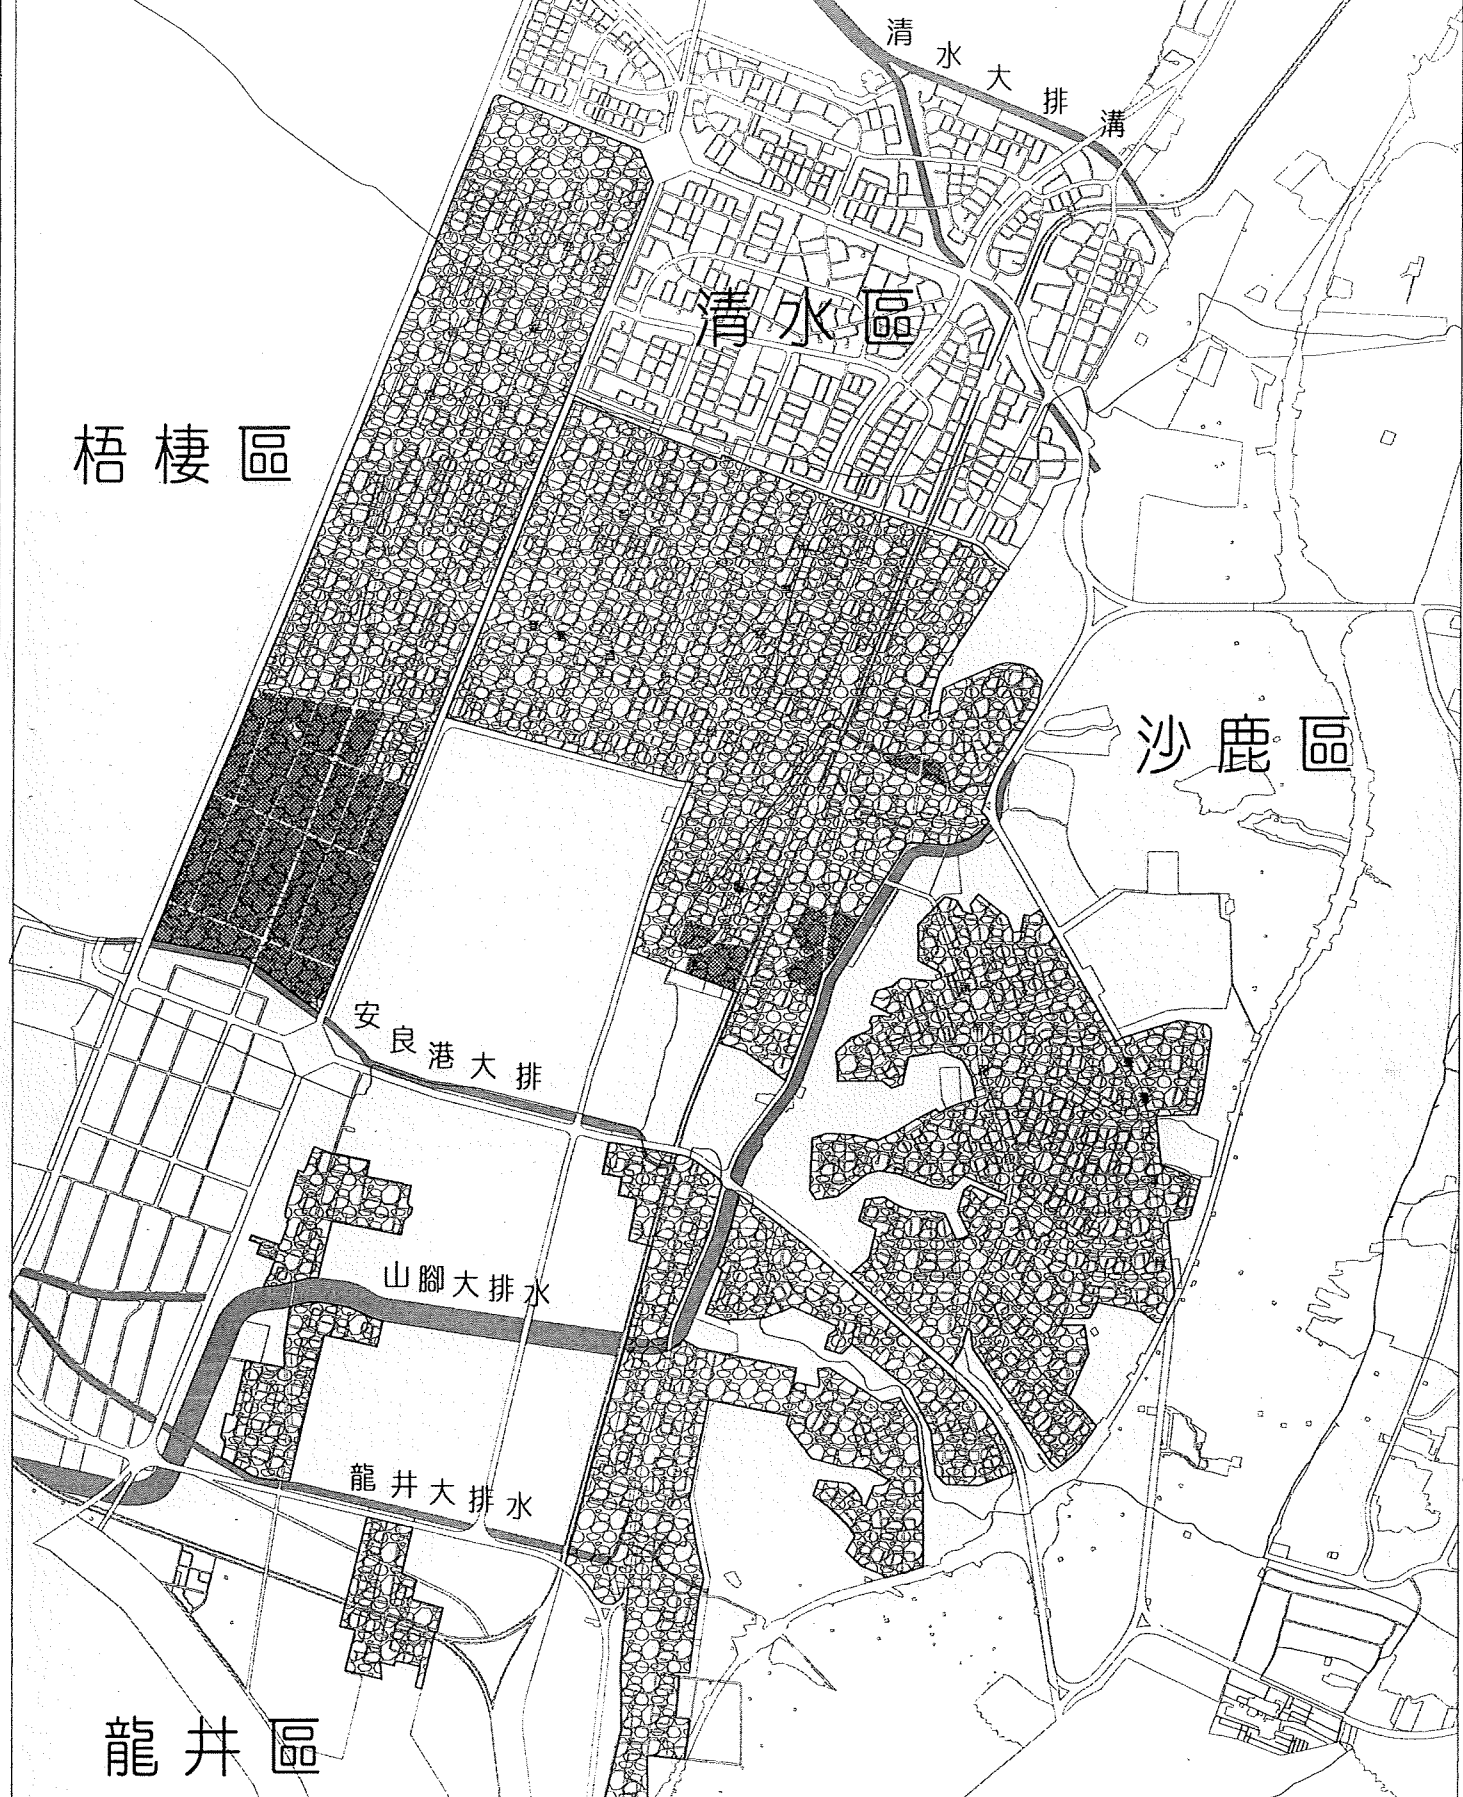 清水大排溝
清水區
梧棲區
沙鹿區
安良港大排
山腳大排水
龍井大排水
龍井區